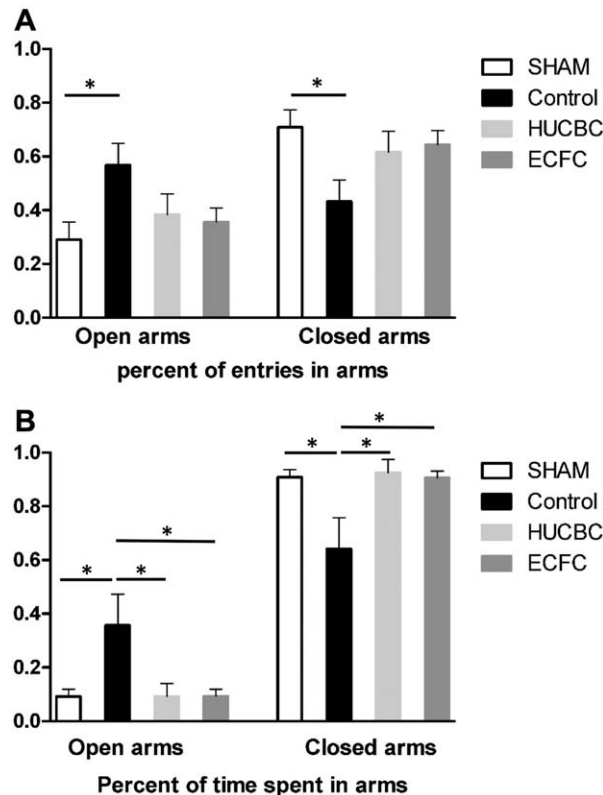 A
1.0
0.8
0.6
0.4
0.2
0.0
*
*
SHAM
Control
HUCBC
ECFC
Open arms
Closed arms
percent of entries in arms
B
1.0
0.8
0.6
0.4
0.2
0.0
*
*
*
*
*
*
SHAM
Control
HUCBC
ECFC
Open arms
Closed arms
Percent of time spent in arms